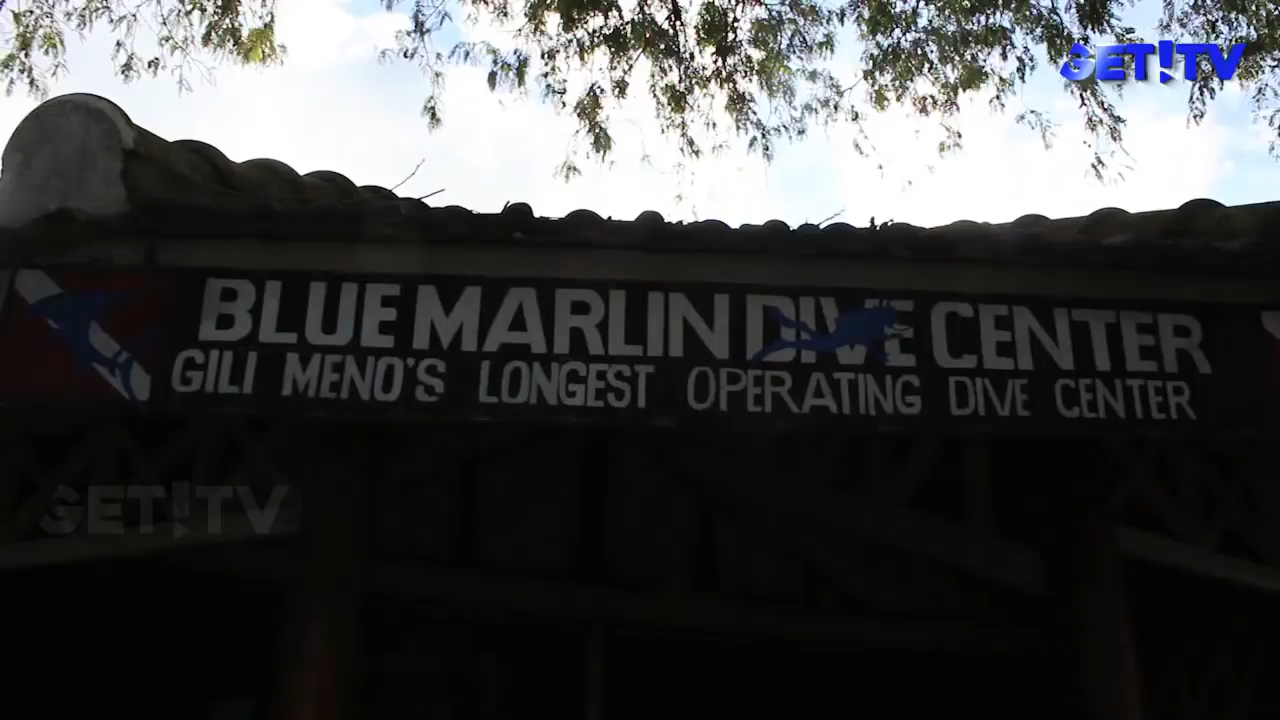 GET!TV
BLUE MARLIN DIVE CENTER
GILI MENO'S LONGEST OPERATING DIVE CENTER
GET!TV